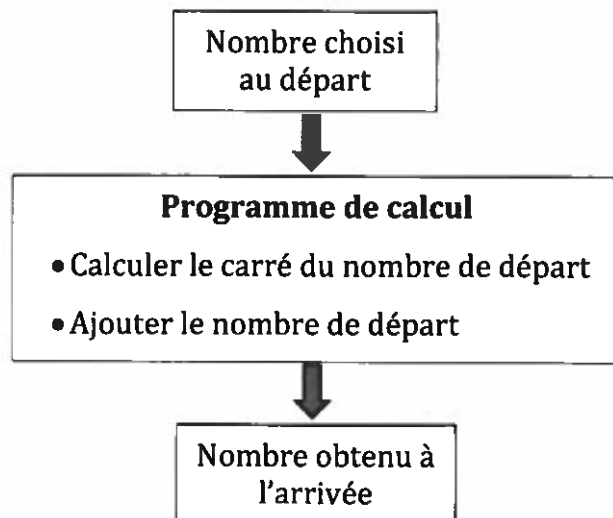 Nombre choisi
au départ
Programme de calcul
• Calculer le carré du nombre de départ
• Ajouter le nombre de départ
Nombre obtenu à
l'arrivée